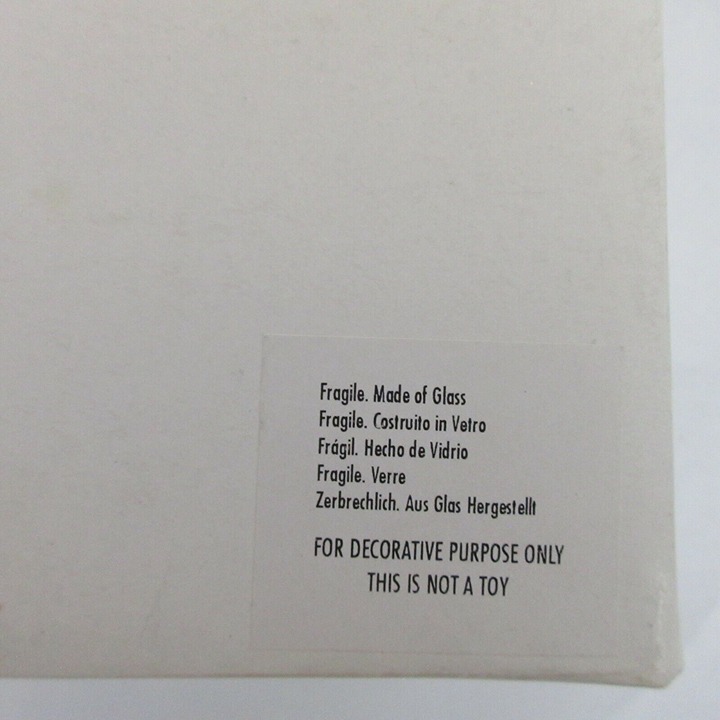 Fragile. Made of Glass
Fragile. Costruito in Vetro
Frágil. Hecho de Vidrio
Fragile. Verre
Zerbrechlich. Aus Glas Hergestellt
FOR DECORATIVE PURPOSE ONLY
THIS IS NOT A TOY